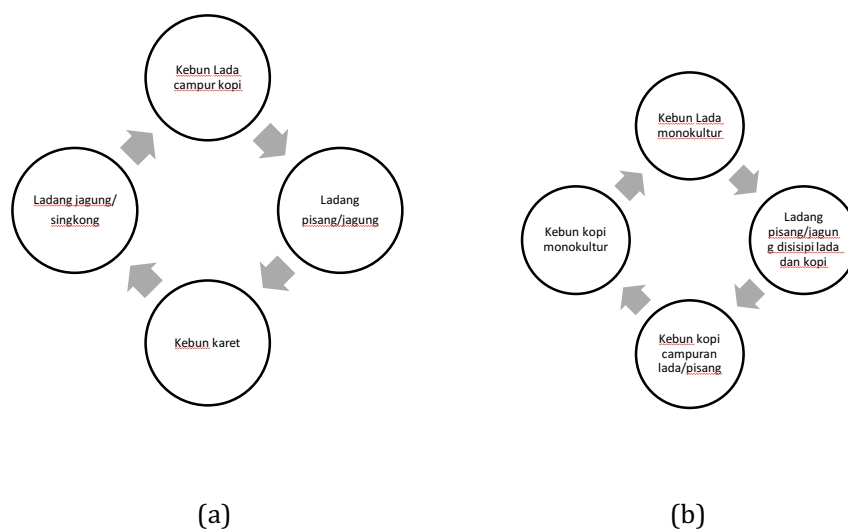 Kebun Lada
campur kopi
Ladang
pisang/jagung
Kebun karet
Ladang jagung/
singkong
(a)
Kebun Lada
monokultur
Ladang
pisang/jagun
g disisipi lada
dan kopi
Kebun kopi
campuran
lada/pisang
Kebun kopi
monokultur
(b)